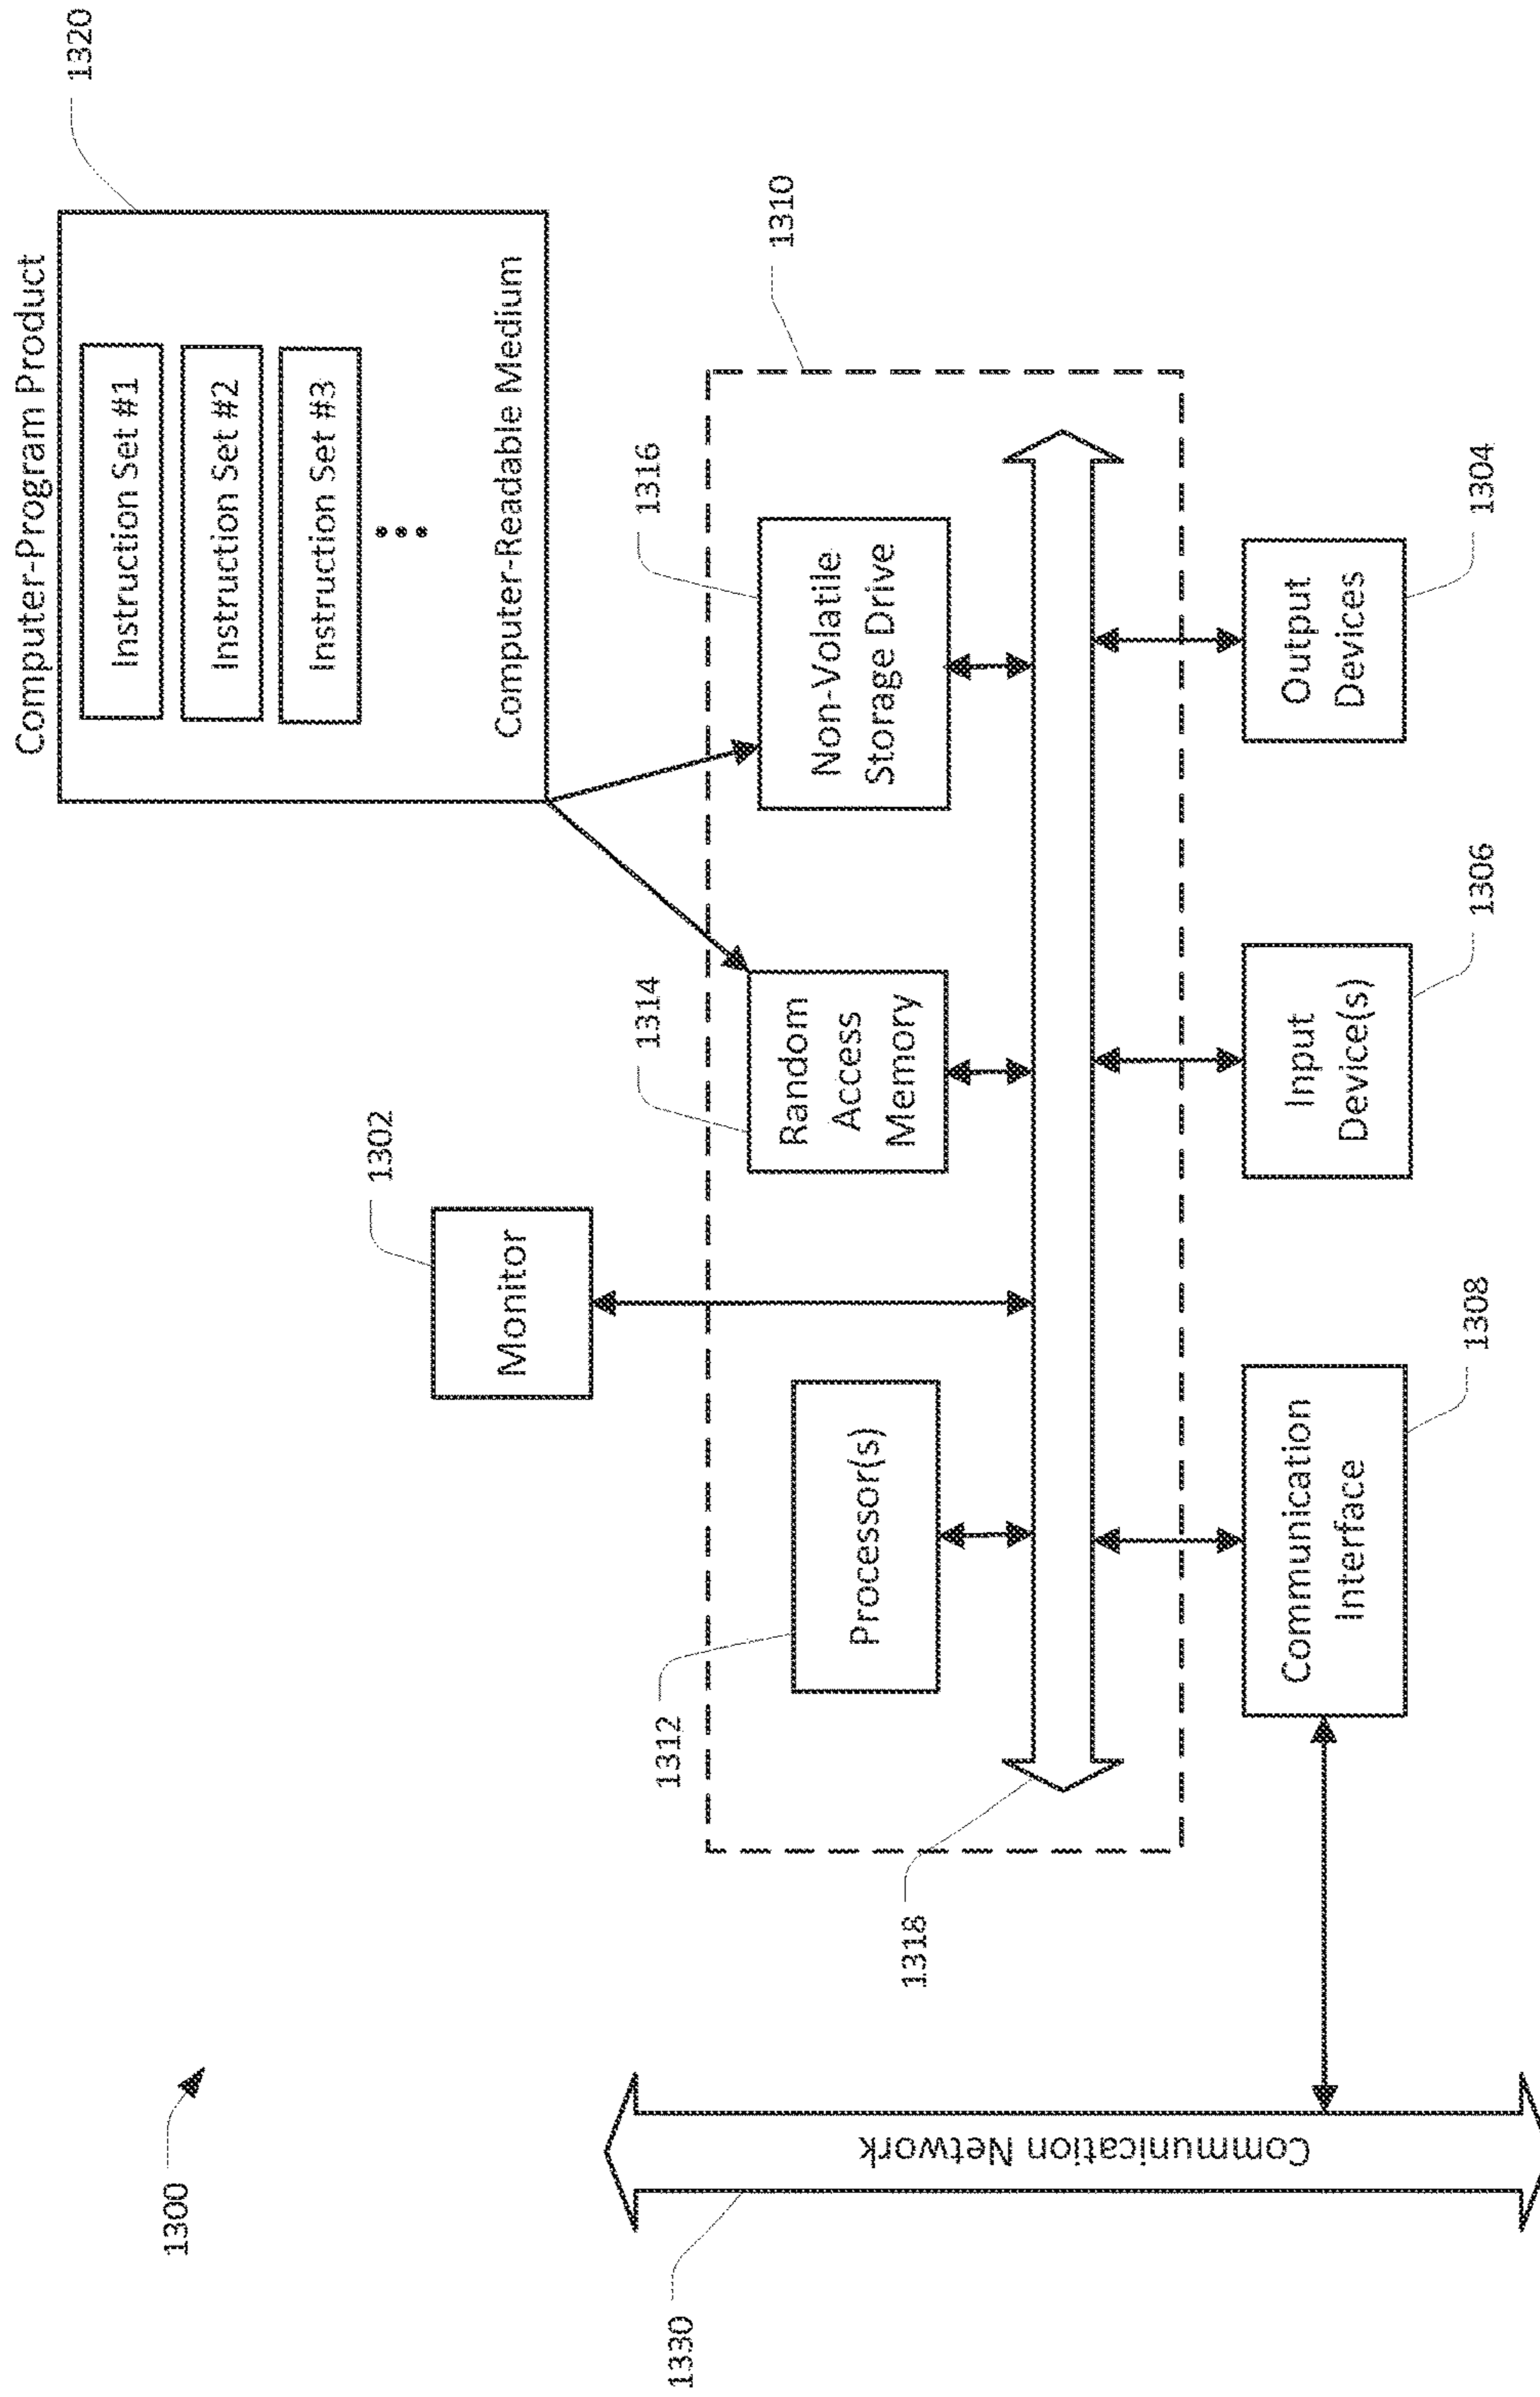 Computer-Program Product
1320
Instruction Set #1
Instruction Set #2
Instruction Set #3
•••
Computer-Readable Medium
1300
1302
Monitor
1310
1312
Processor(s)
1314
Random
Access
Memory
1316
Non-Volatile
Storage Drive
1318
1330
Communication Network
Communication
Interface
1308
Input
Device(s)
1306
Output
Devices
1304